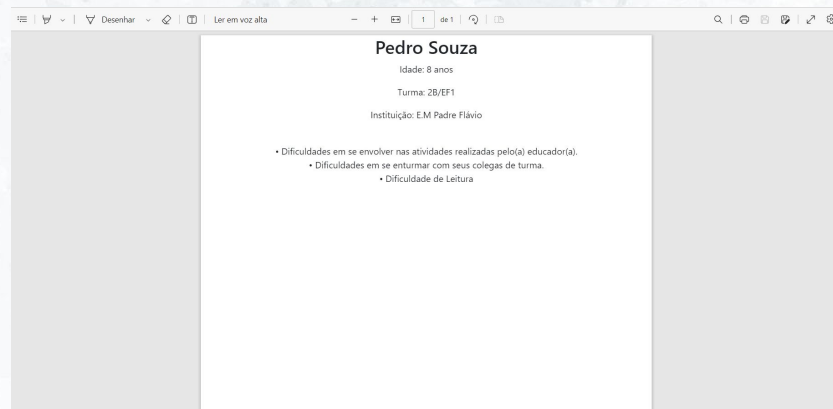 Desenhar
Ler em voz alta
1 de 1
Pedro Souza
Idade: 8 anos
Turma: 2B/EF1
Instituição: E.M Padre Flávio
• Dificuldades em se envolver nas atividades realizadas pelo(a) educador(a).
• Dificuldades em se enturmar com seus colegas de turma.
• Dificuldade de Leitura